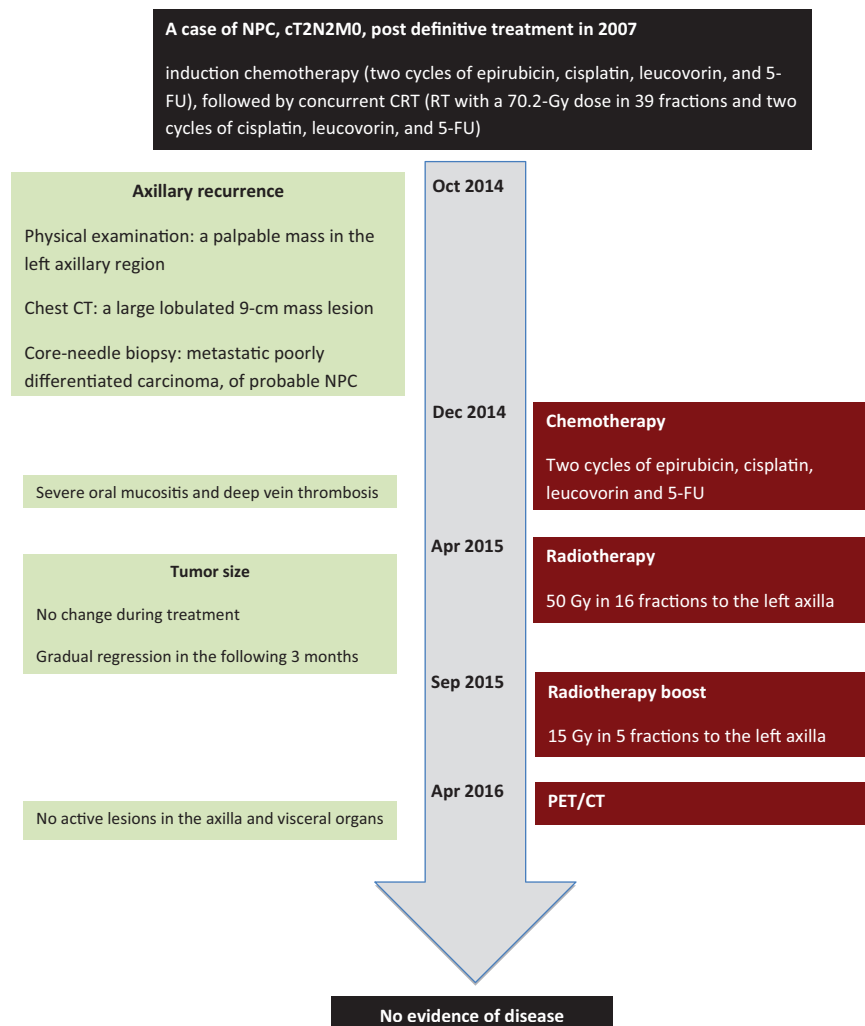 A case of NPC, cT2N2M0, post definitive treatment in 2007
induction chemotherapy (two cycles of epirubicin, cisplatin, leucovorin, and 5-
FU), followed by concurrent CRT (RT with a 70.2-Gy dose in 39 fractions and two
cycles of cisplatin, leucovorin, and 5-FU)
Oct 2014
Axillary recurrence
Physical examination: a palpable mass in the
left axillary region
Chest CT: a large lobulated 9-cm mass lesion
Core-needle biopsy: metastatic poorly
differentiated carcinoma, of probable NPC
Dec 2014
Chemotherapy
Two cycles of epirubicin, cisplatin,
leucovorin and 5-FU
Severe oral mucositis and deep vein thrombosis
Apr 2015
Radiotherapy
50 Gy in 16 fractions to the left axilla
Tumor size
No change during treatment
Gradual regression in the following 3 months
Sep 2015
Radiotherapy boost
15 Gy in 5 fractions to the left axilla
Apr 2016
PET/CT
No active lesions in the axilla and visceral organs
No evidence of disease